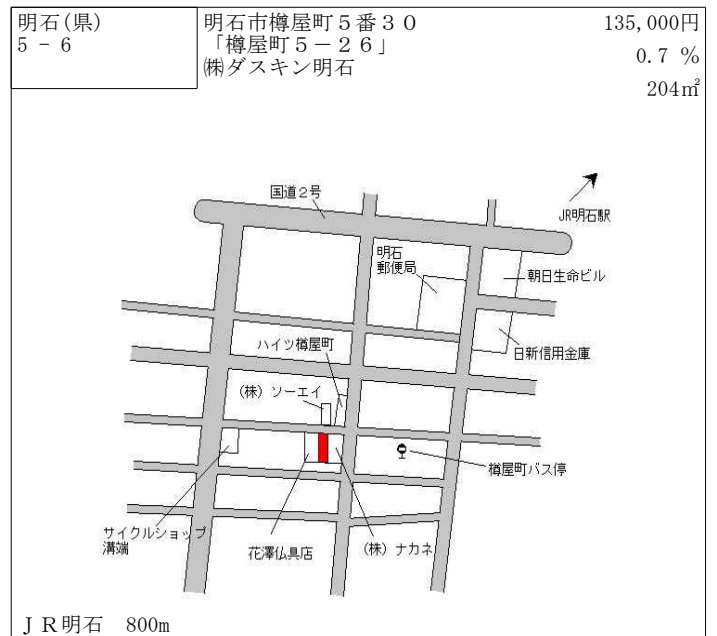 明石(県)
5 - 6
明石市樽屋町５番３０
「樽屋町５－２６」
㈱ダスキン明石
135,000円
0.7 %
204㎡
国道２号
JR明石駅
明石
郵便局
朝日生命ビル
日新信用金庫
ハイツ樽屋町
(株) ソーエイ
樽屋町バス停
サイクルショップ
溝端
花澤仏具店
(株) ナカネ
ＪＲ明石　800m